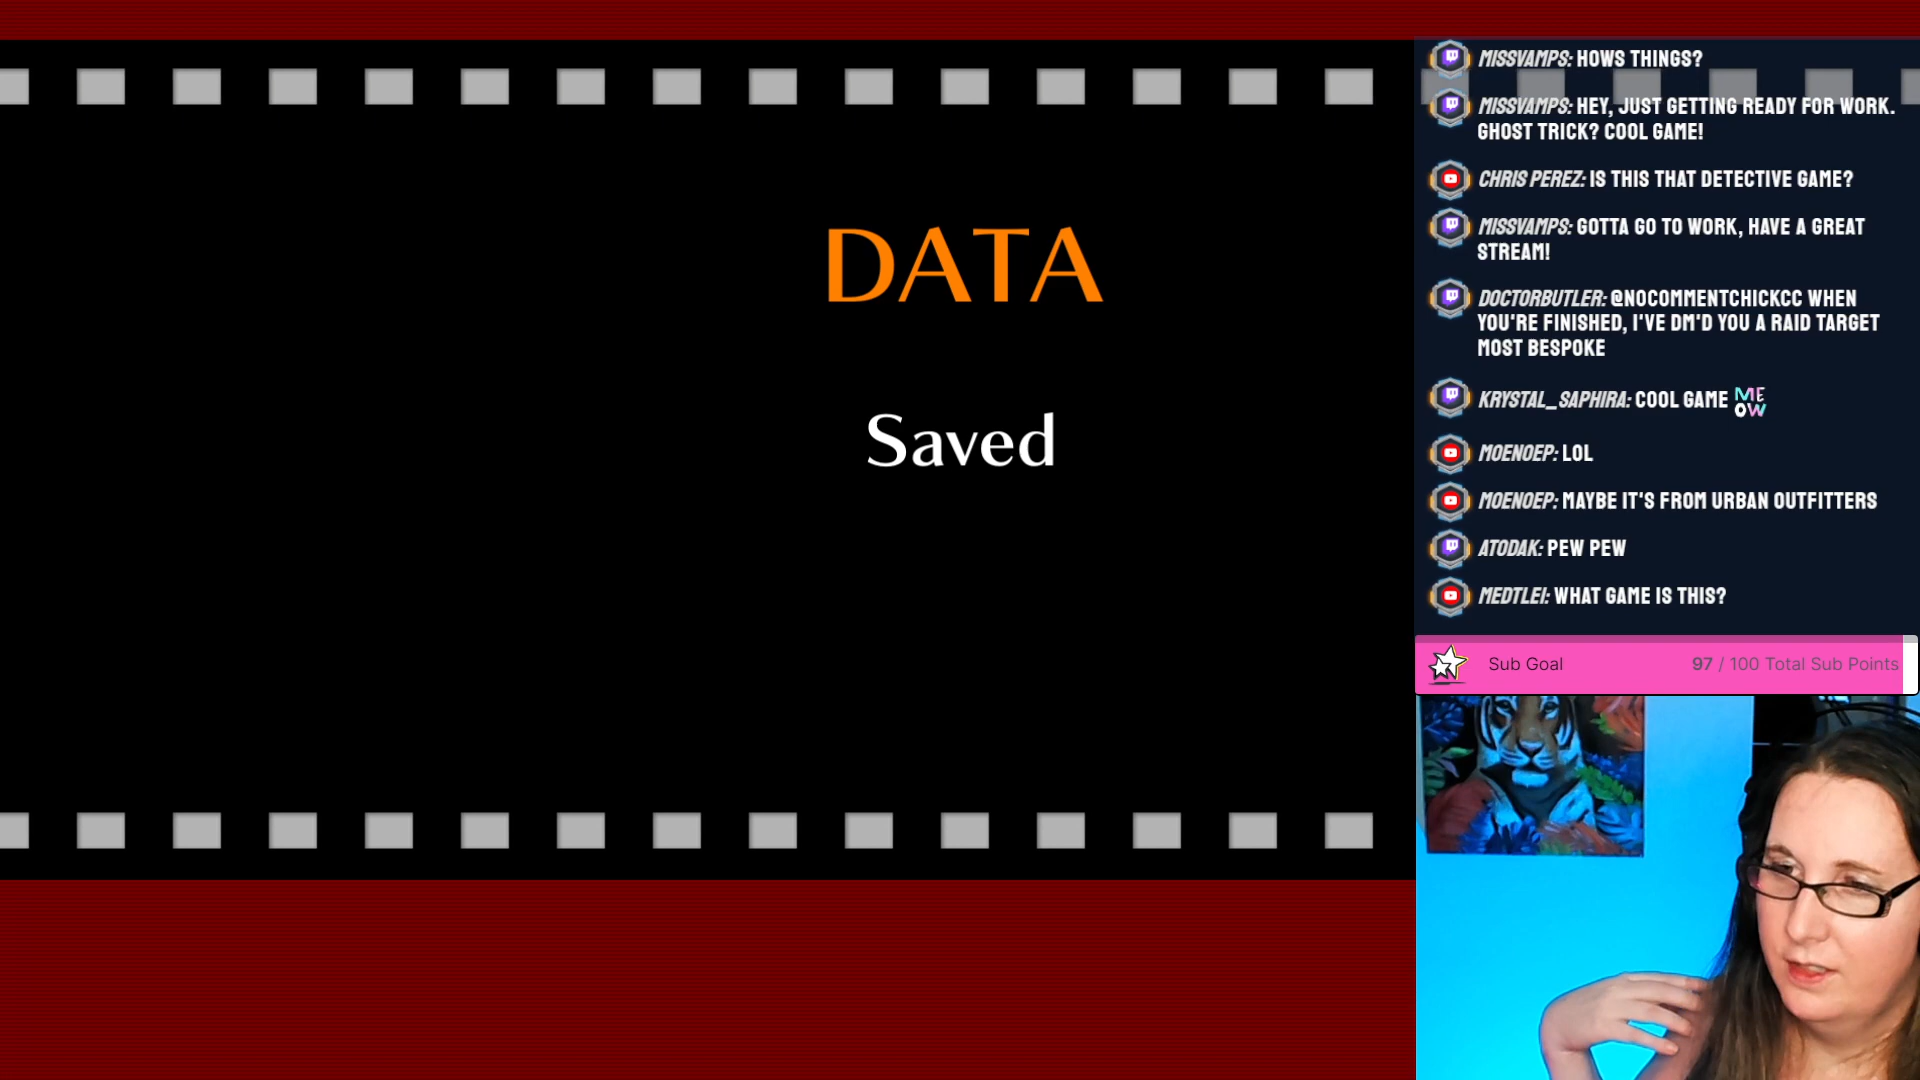 DATA
Saved
MISSVAMPS: HOWS THINGS?
MISSVAMPS: HEY, JUST GETTING READY FOR WORK.
GHOST TRICK? COOL GAME!
CHRIS PEREZ: IS THIS THAT DETECTIVE GAME?
MISSVAMPS: GOTTA GO TO WORK, HAVE A GREAT
STREAM!
DOCTORBUTLER: @NOCOMMENTCHICKCC WHEN
YOU'RE FINISHED, I'VE DM'D YOU A RAID TARGET
MOST BESPOKE
KRYSTAL_SAPHIRA: COOL GAME ME
OW
MOENOEP: LOL
MOENOEP: MAYBE IT'S FROM URBAN OUTFITTERS
ATODAK: PEW PEW
MEDTLEI: WHAT GAME IS THIS?
Sub Goal 97 / 100 Total Sub Points